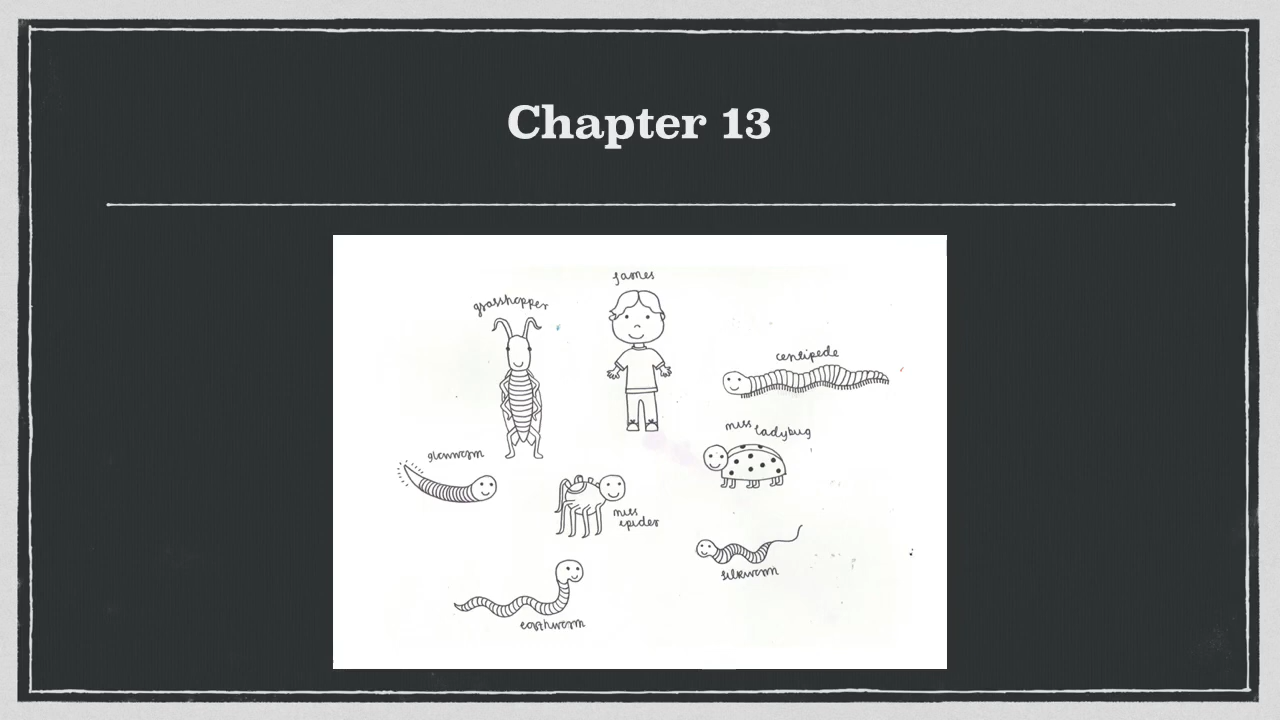 Chapter 13
james
grasshopper
centipede
miss ladybug
glowworm
miss
spider
silkworm
earthworm